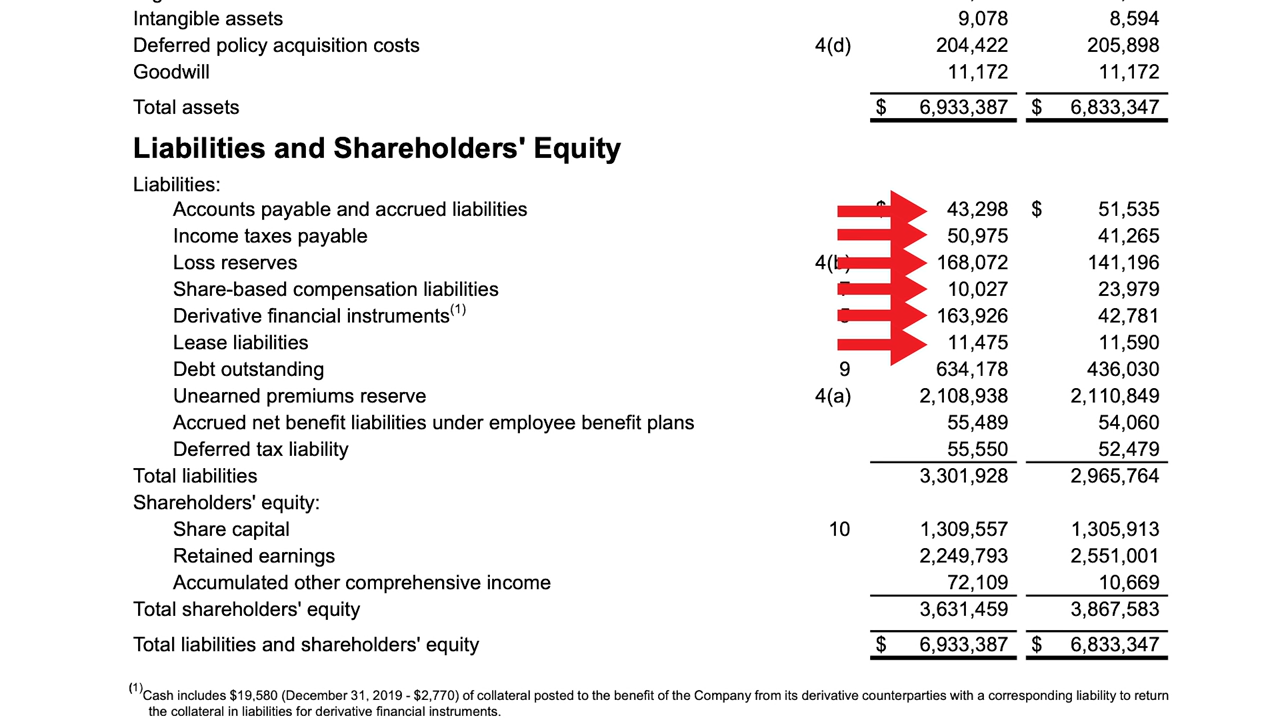 Intangible assets 9,078 8,594
Deferred policy acquisition costs 4(d) 204,422 205,898
Goodwill 11,172 11,172
Total assets $ 6,933,387 $ 6,833,347
Liabilities and Shareholders' Equity
Liabilities:
Accounts payable and accrued liabilities $ 43,298 $ 51,535
Income taxes payable 50,975 41,265
Loss reserves 4(b) 168,072 141,196
Share-based compensation liabilities 7 10,027 23,979
Derivative financial instruments(1) 5 163,926 42,781
Lease liabilities 11,475 11,590
Debt outstanding 9 634,178 436,030
Unearned premiums reserve 4(a) 2,108,938 2,110,849
Accrued net benefit liabilities under employee benefit plans 55,489 54,060
Deferred tax liability 55,550 52,479
Total liabilities 3,301,928 2,965,764
Shareholders' equity:
Share capital 10 1,309,557 1,305,913
Retained earnings 2,249,793 2,551,001
Accumulated other comprehensive income 72,109 10,669
Total shareholders' equity 3,631,459 3,867,583
Total liabilities and shareholders' equity $ 6,933,387 $ 6,833,347
(1)Cash includes $19,580 (December 31, 2019 - $2,770) of collateral posted to the benefit of the Company from its derivative counterparties with a corresponding liability to return
the collateral in liabilities for derivative financial instruments.